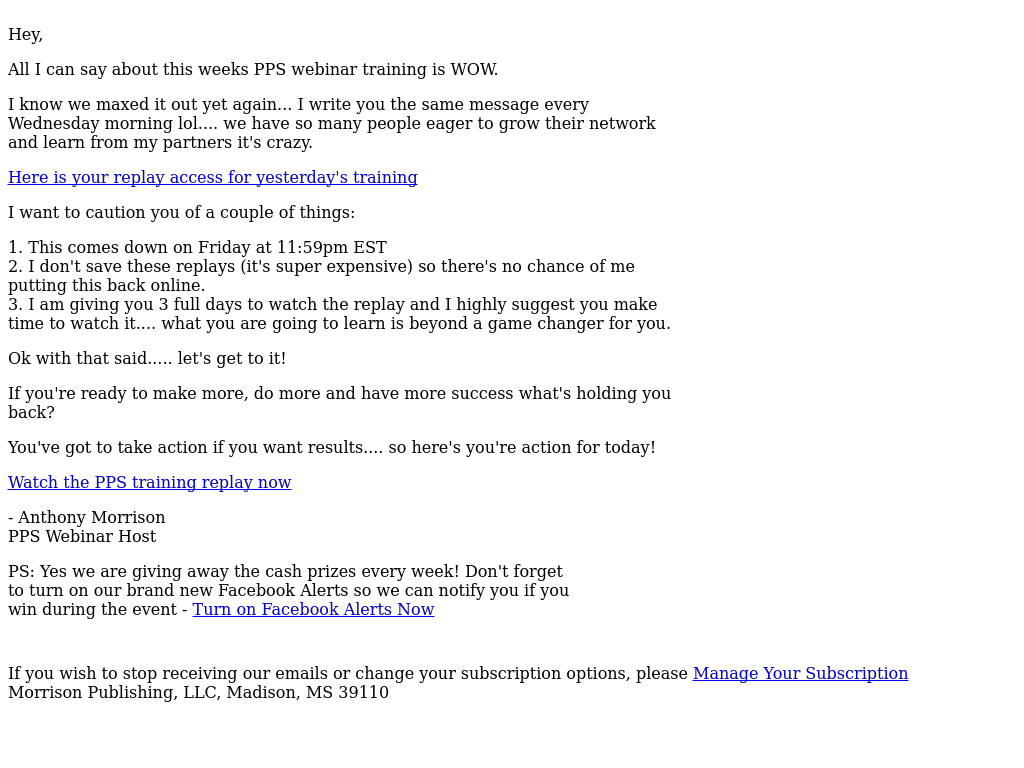 Hey,
All I can say about this weeks PPS webinar training is WOW.
I know we maxed it out yet again... I write you the same message every
Wednesday morning lol.... we have so many people eager to grow their network
and learn from my partners it's crazy.
Here is your replay access for yesterday's training
I want to caution you of a couple of things:
1. This comes down on Friday at 11:59pm EST
2. I don't save these replays (it's super expensive) so there's no chance of me
putting this back online.
3. I am giving you 3 full days to watch the replay and I highly suggest you make
time to watch it.... what you are going to learn is beyond a game changer for you.
Ok with that said..... let's get to it!
If you're ready to make more, do more and have more success what's holding you
back?
You've got to take action if you want results.... so here's you're action for today!
Watch the PPS training replay now
- Anthony Morrison
PPS Webinar Host
PS: Yes we are giving away the cash prizes every week! Don't forget
to turn on our brand new Facebook Alerts so we can notify you if you
win during the event - Turn on Facebook Alerts Now
If you wish to stop receiving our emails or change your subscription options, please Manage Your Subscription
Morrison Publishing, LLC, Madison, MS 39110